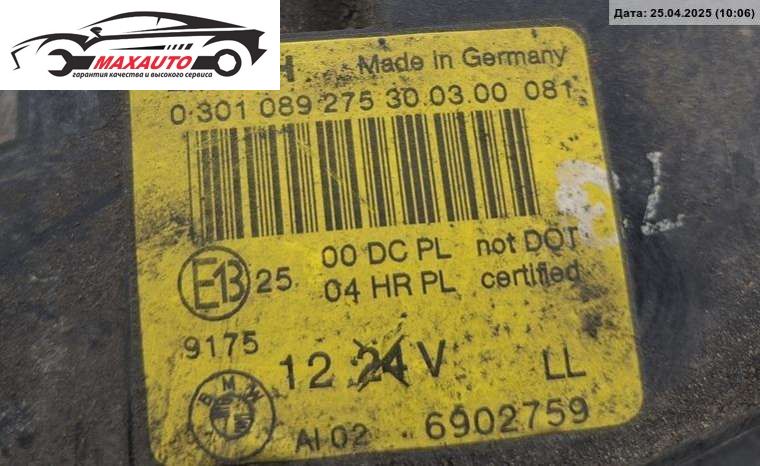 Дата: 25.04.2025 (10:06)
MAXAUTO
гарантия качества и высокого сервиса
H Made in Germany
0 301 089 275 30.03.00 081
00 DC PL not DOT
E13 25 04 HR PL certified
9175
12 24 V LL
BMW
AI 02 6902759